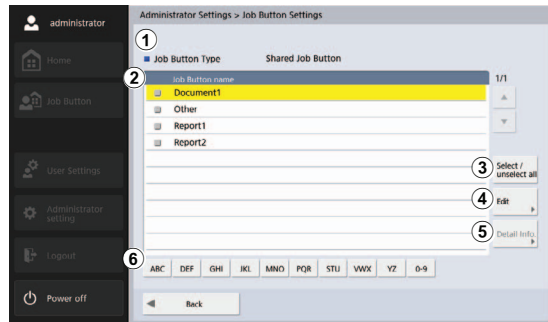 administrator
Home
Job Button
User Settings
Administrator
setting
Logout
Power off
Administrator Settings > Job Button Settings
1
Job Button Type Shared Job Button
2
Job Button name 1/1
Document1
Other
Report1
Report2
3 Select /
unselect all
4 Edit
5 Detail Info.
6
ABC DEF GHI JKL MNO PQR STU VWX YZ 0-9
Back